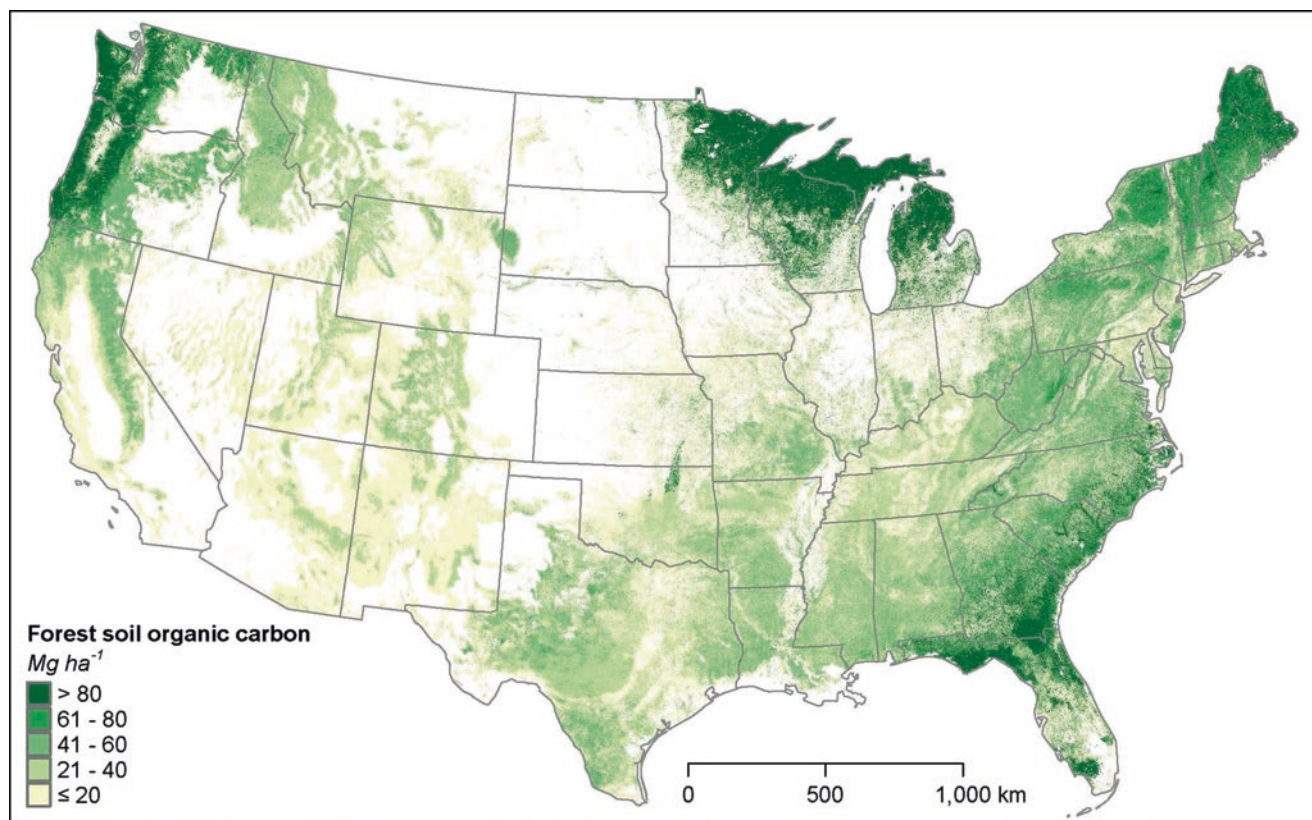 Forest soil organic carbon
Mg ha⁻¹
> 80
61 - 80
41 - 60
21 - 40
≤ 20
0 500 1,000 km